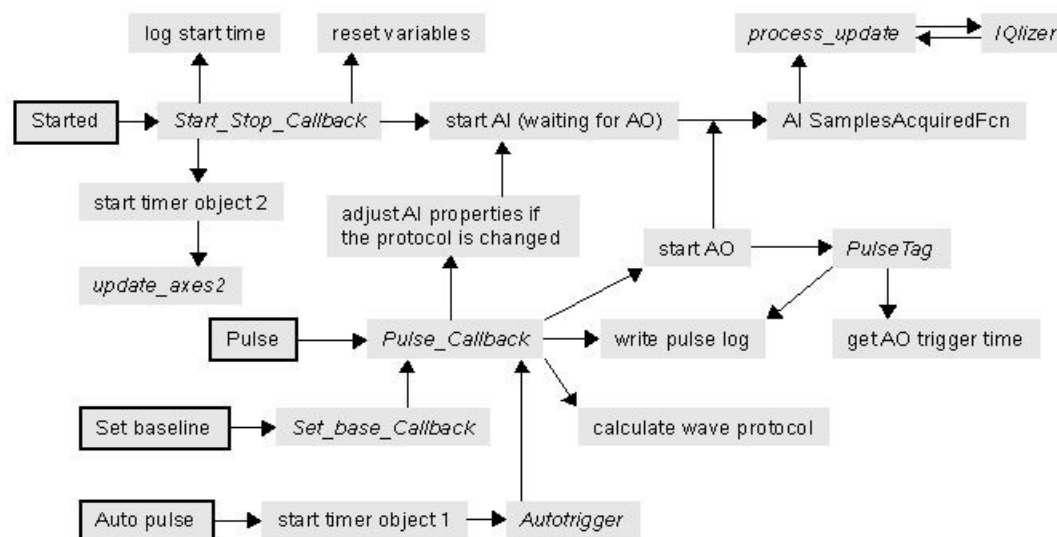 log start time
reset variables
process_update
IQlizer
Started
Start_Stop_Callback
start AI (waiting for AO)
AI SamplesAcquiredFcn
start timer object 2
adjust AI properties if
the protocol is changed
start AO
PulseTag
update_axes2
Pulse
Pulse_Callback
write pulse log
get AO trigger time
Set baseline
Set_base_Callback
calculate wave protocol
Auto pulse
start timer object 1
Autotrigger